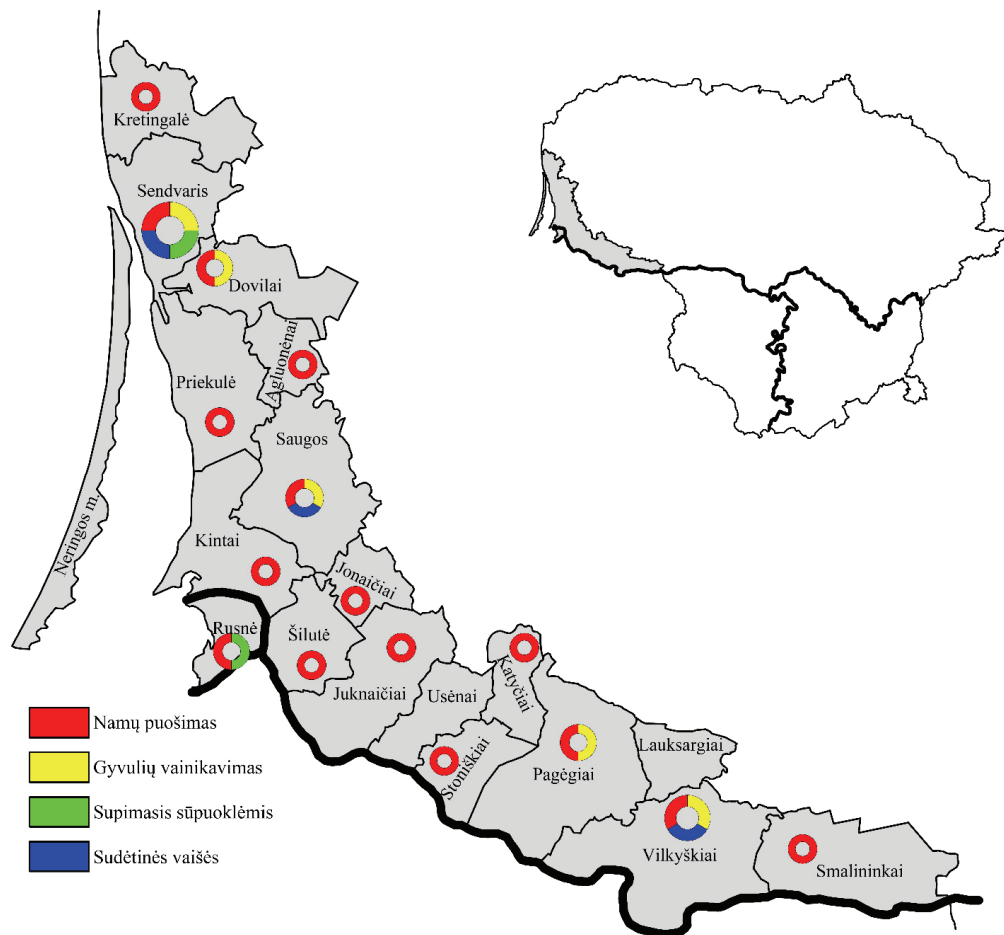 Kretingalė
Sendvaris
Dovilai
Agluonėnai
Priekulė
Saugos
Neringos m.
Kintai
Jonaičiai
Rusnė
Šilutė
Katyčiai
Juknaičiai
Usėnai
Stoniškiai
Pagėgiai
Lauksargiai
Vilkyškiai
Smalininkai
Namų puošimas
Gyvulių vainikavimas
Supimasis sūpuoklėmis
Sudėtinės vaišės